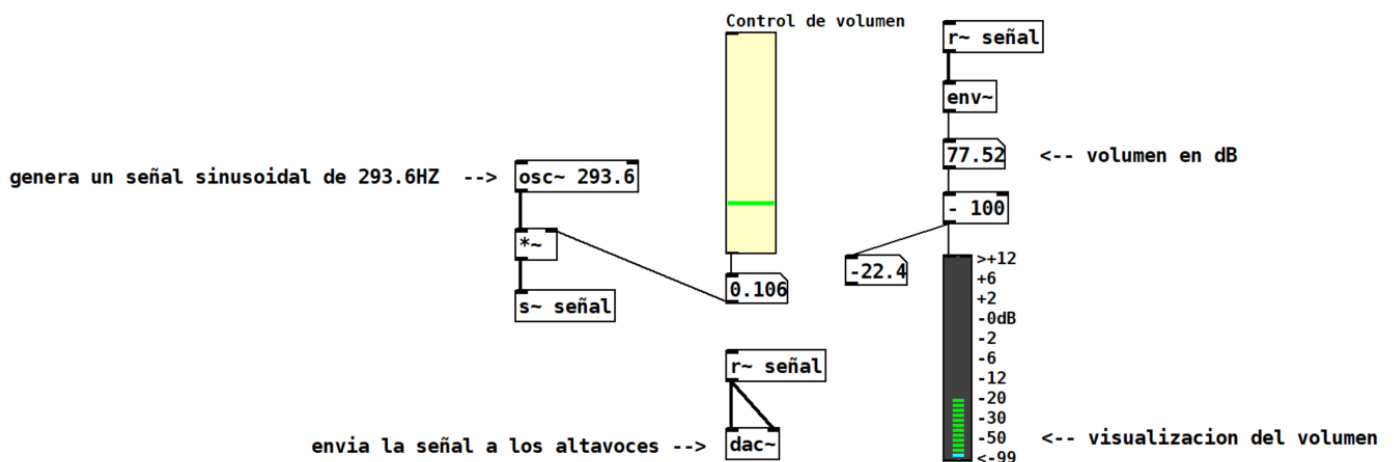 Control de volumen
r~ señal
env~
77.52
<-- volumen en dB
genera un señal sinusoidal de 293.6HZ -->
osc~ 293.6
- 100
*~
-22.4
0.106
s~ señal
>+12
+6
+2
-0dB
-2
-6
-12
-20
-30
-50
<-99
r~ señal
envia la señal a los altavoces -->
dac~
<-- visualizacion del volumen